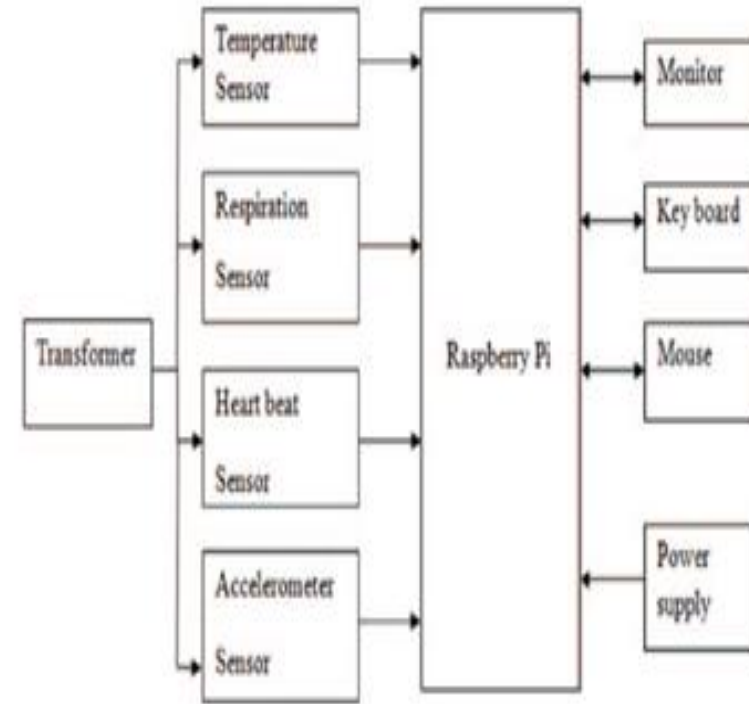 Temperature
Sensor
Respiration
Sensor
Transformer
Heart beat
Sensor
Accelerometer
Sensor
Raspberry Pi
Monitor
Key board
Mouse
Power
supply